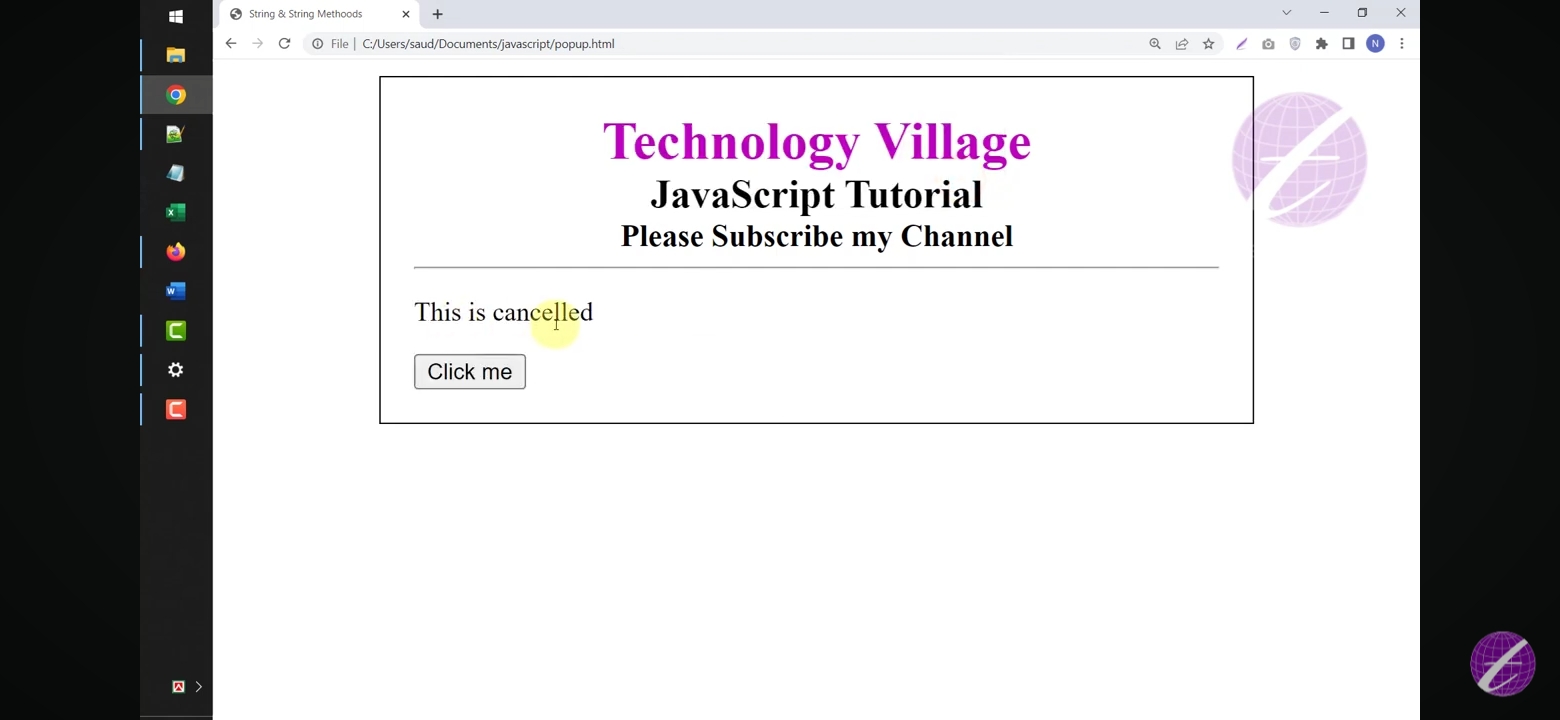 String & String Methoods
File
C:/Users/saud/Documents/javascript/popup.html
N
Technology Village
JavaScript Tutorial
Please Subscribe my Channel
This is cancelled
Click me